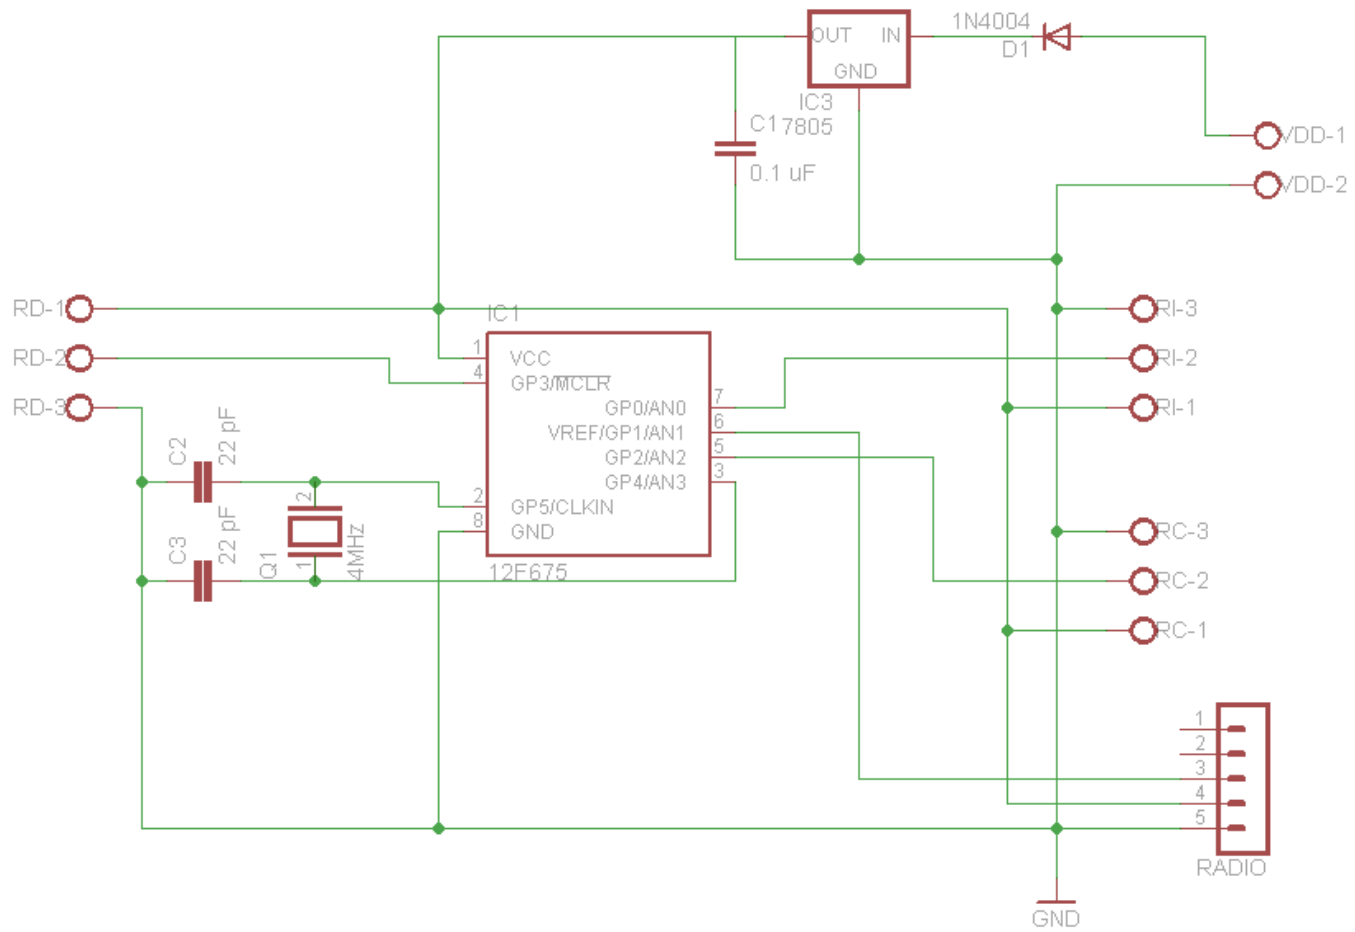 1N4004
D1
OUT IN
GND
IC3
7805
C1
0.1 uF
VDD-1
VDD-2
RD-1
RD-2
RD-3
IC1
1
VCC
4
GP3/MCLR
GP0/AN0
7
VREF/GP1/AN1
6
GP2/AN2
5
GP4/AN3
3
2
GP5/CLKIN
8
GND
12F675
C2
22 pF
C3
22 pF
2
1
Q1
4MHz
RI-3
RI-2
RI-1
RC-3
RC-2
RC-1
1
2
3
4
5
RADIO
GND